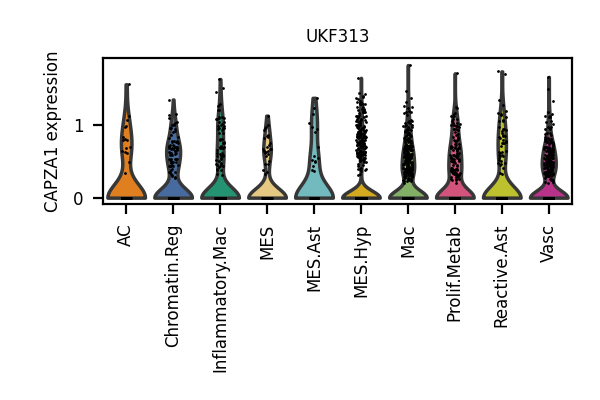 UKF313
CAPZA1 expression
1
0
AC
Chromatin.Reg
Inflammatory.Mac
MES
MES.Ast
MES.Hyp
Mac
Prolif.Metab
Reactive.Ast
Vasc